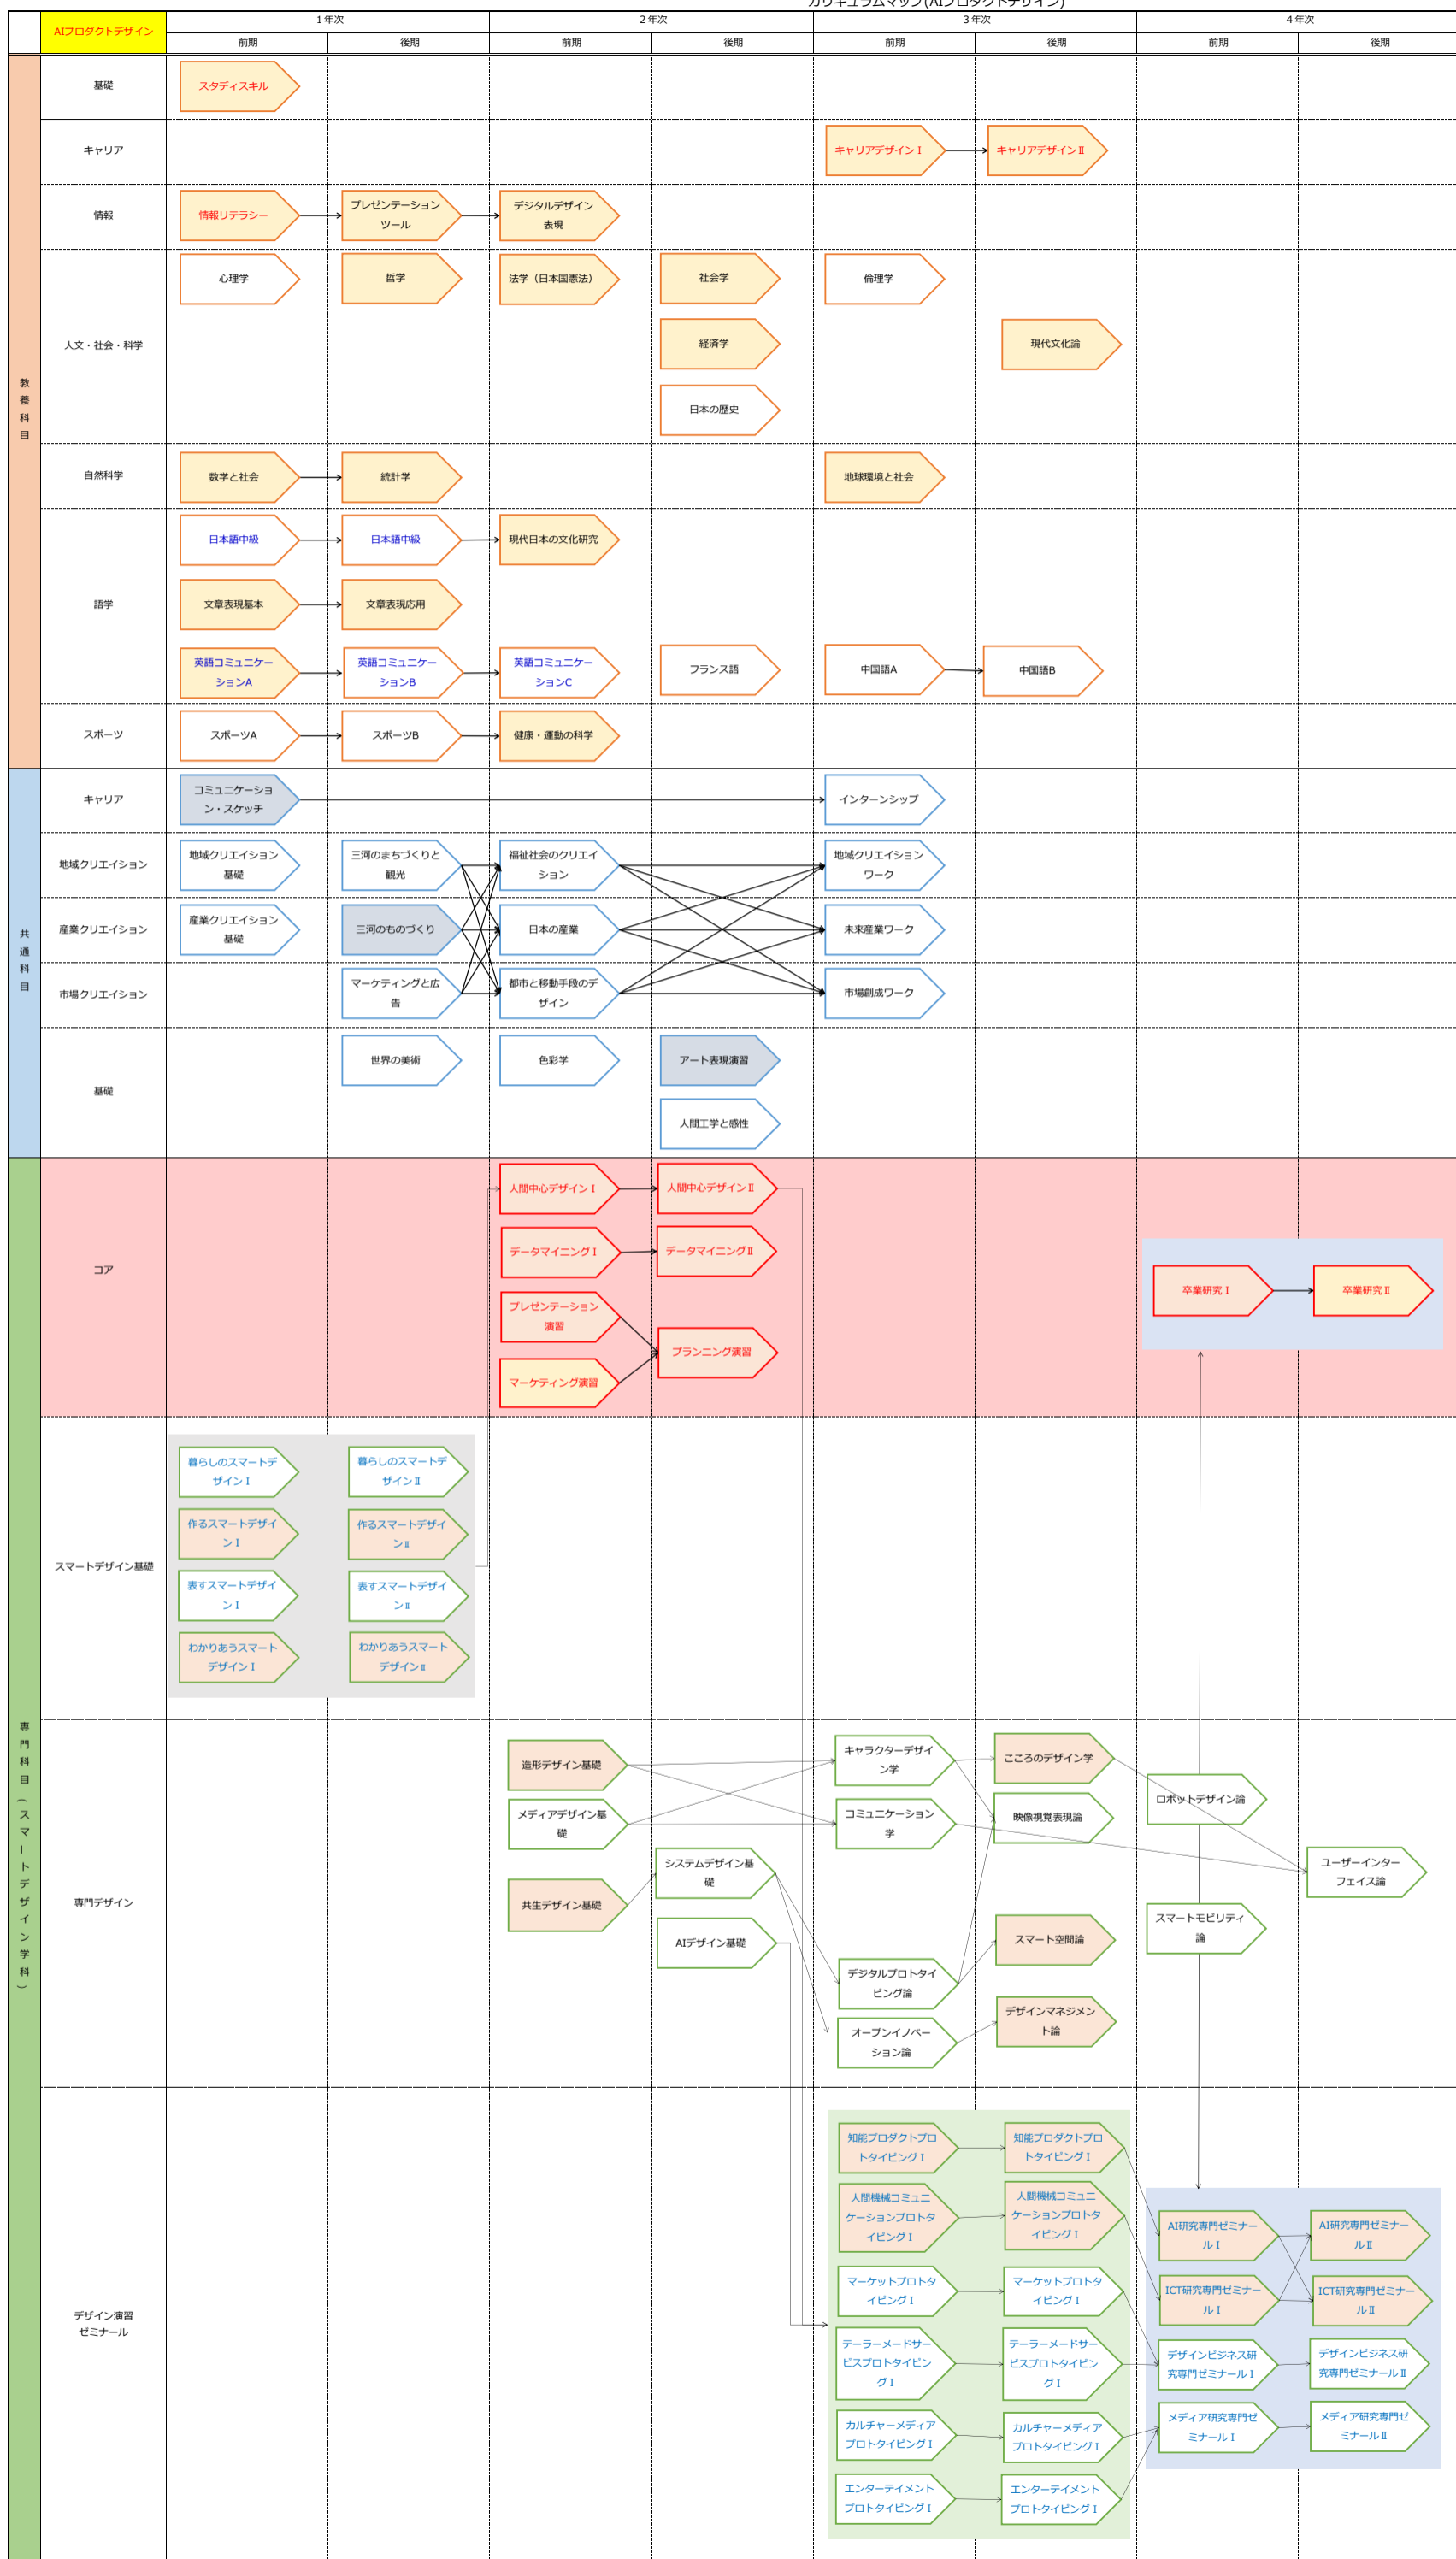 カリキュラムマップ(AIプロダクトデザイン)
AIプロダクトデザイン
１年次
２年次
３年次
４年次
前期
後期
前期
後期
前期
後期
前期
後期
教養科目
基礎
スタディスキル
キャリア
キャリアデザインⅠ
キャリアデザインⅡ
情報
情報リテラシー
プレゼンテーション
ツール
デジタルデザイン
表現
人文・社会・科学
心理学
哲学
法学（日本国憲法）
社会学
倫理学
経済学
現代文化論
日本の歴史
自然科学
数学と社会
統計学
地球環境と社会
語学
日本語中級
日本語中級
現代日本の文化研究
文章表現基本
文章表現応用
英語コミュニケー
ションA
英語コミュニケー
ションB
英語コミュニケー
ションC
フランス語
中国語A
中国語B
スポーツ
スポーツA
スポーツB
健康・運動の科学
共通科目
キャリア
コミュニケーショ
ン・スケッチ
インターンシップ
地域クリエイション
地域クリエイション
基礎
三河のまちづくりと
観光
福祉社会のクリエイ
ション
地域クリエイション
ワーク
産業クリエイション
産業クリエイション
基礎
三河のものづくり
日本の産業
未来産業ワーク
市場クリエイション
マーケティングと広
告
都市と移動手段のデ
ザイン
市場創成ワーク
基礎
世界の美術
色彩学
アート表現演習
人間工学と感性
専門科目（スマートデザイン学科）
コア
人間中心デザインⅠ
人間中心デザインⅡ
データマイニングⅠ
データマイニングⅡ
プレゼンテーション
演習
プランニング演習
マーケティング演習
卒業研究Ⅰ
卒業研究Ⅱ
スマートデザイン基礎
暮らしのスマートデ
ザインⅠ
暮らしのスマートデ
ザインⅡ
作るスマートデザイ
ンⅠ
作るスマートデザイ
ンⅡ
表すスマートデザイ
ンⅠ
表すスマートデザイ
ンⅡ
わかりあうスマート
デザインⅠ
わかりあうスマート
デザインⅡ
専門デザイン
造形デザイン基礎
キャラクターデザイ
ン学
こころのデザイン学
メディアデザイン基
礎
コミュニケーション
学
映像視覚表現論
ロボットデザイン論
システムデザイン基
礎
ユーザーインター
フェイス論
共生デザイン基礎
AIデザイン基礎
スマート空間論
スマートモビリティ
論
デジタルプロトタイ
ピング論
オープンイノベー
ション論
デザインマネジメン
ト論
デザイン演習
ゼミナール
知能プロダクトプロ
トタイピングⅠ
知能プロダクトプロ
トタイピングⅠ
人間機械コミュニ
ケーションプロトタ
イピングⅠ
人間機械コミュニ
ケーションプロトタ
イピングⅠ
マーケットプロトタ
イピングⅠ
マーケットプロトタ
イピングⅠ
テーラーメードサー
ビスプロトタイピン
グⅠ
テーラーメードサー
ビスプロトタイピン
グⅠ
カルチャーメディア
プロトタイピングⅠ
カルチャーメディア
プロトタイピングⅠ
エンターテイメント
プロトタイピングⅠ
エンターテイメント
プロトタイピングⅠ
AI研究専門ゼミナー
ルⅠ
AI研究専門ゼミナー
ルⅡ
ICT研究専門ゼミナー
ルⅠ
ICT研究専門ゼミナー
ルⅡ
デザインビジネス研
究専門ゼミナールⅠ
デザインビジネス研
究専門ゼミナールⅡ
メディア研究専門ゼ
ミナールⅠ
メディア研究専門ゼ
ミナールⅡ